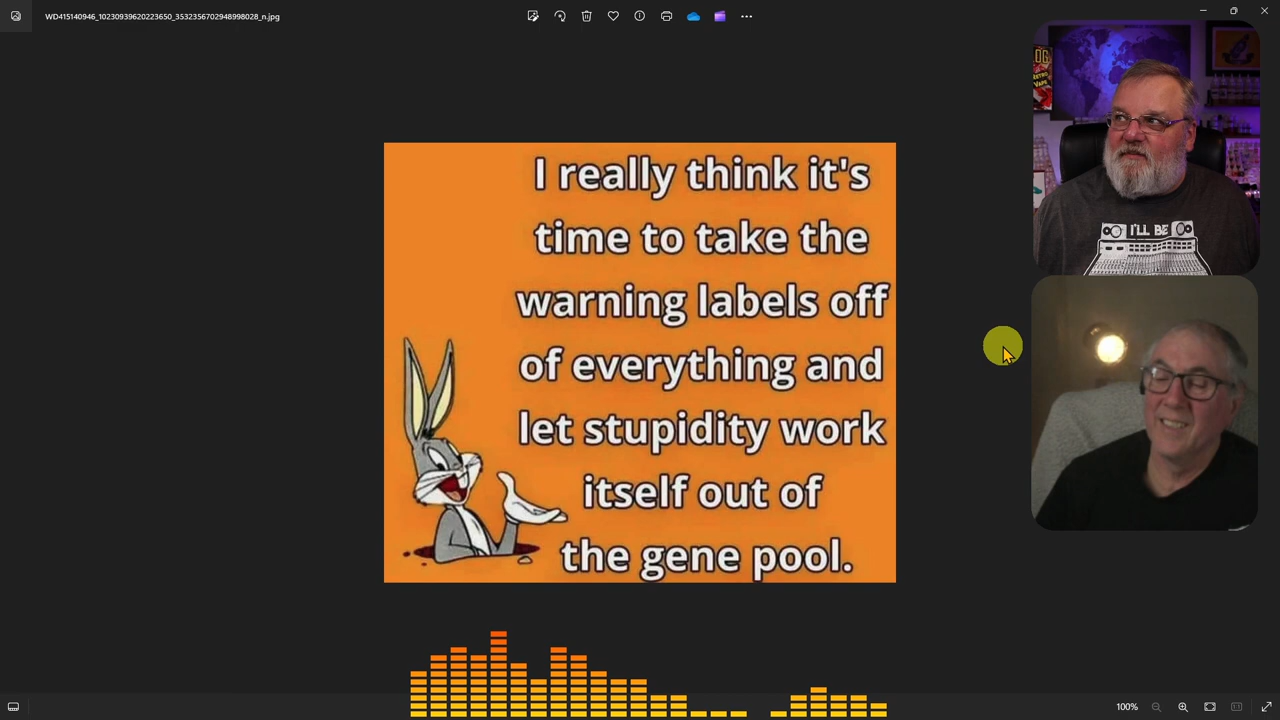 WD415140946_10230939620223650_3532356702948998028_n.jpg
I really think it's
time to take the
warning labels off
of everything and
let stupidity work
itself out of
the gene pool.
I'LL BE
100%